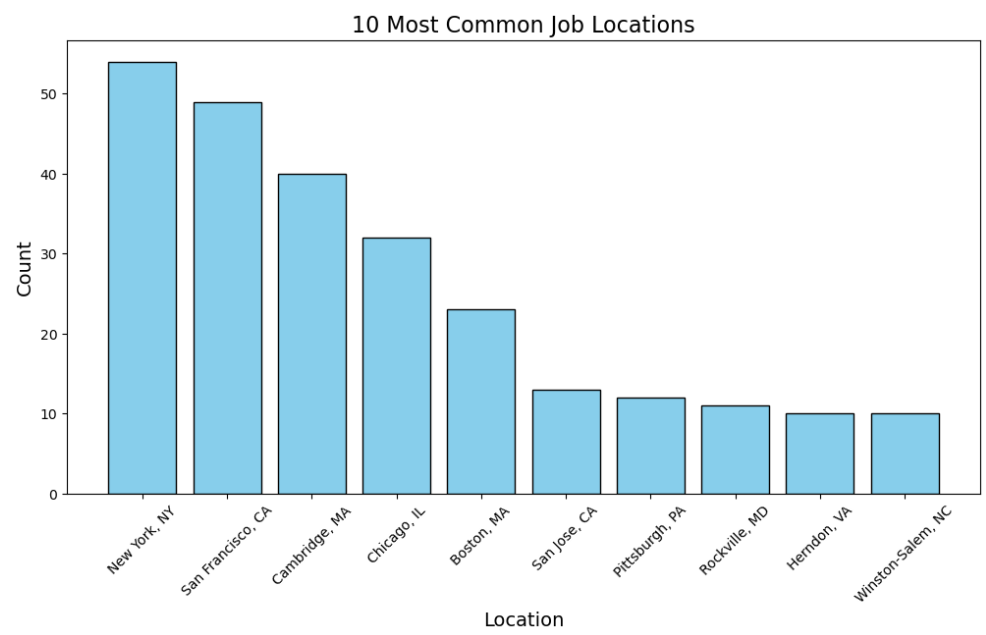 10 Most Common Job Locations
Count
50
40
30
20
10
0
New York, NY
San Francisco, CA
Cambridge, MA
Chicago, IL
Boston, MA
San Jose, CA
Pittsburgh, PA
Rockville, MD
Herndon, VA
Winston-Salem, NC
Location